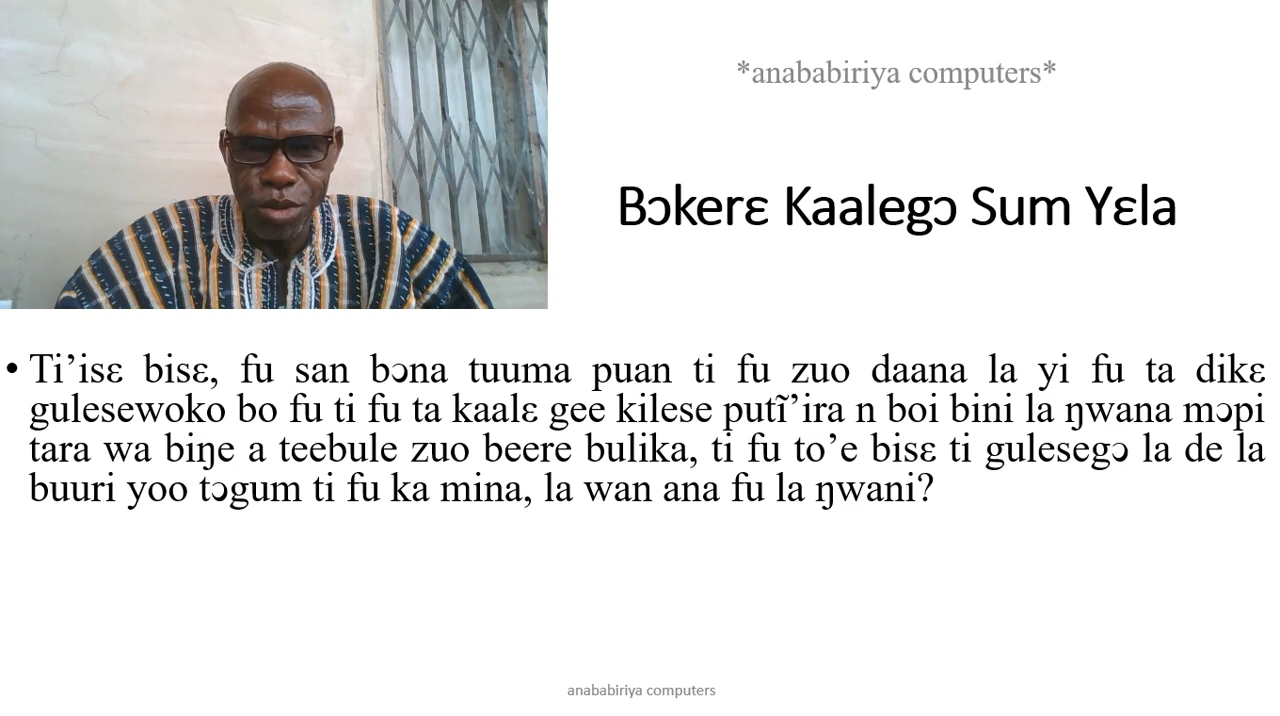 *anababiriya computers*
Bɔkerɛ Kaalegɔ Sum Yɛla
• Ti’isɛ bisɛ, fu san bɔna tuuma puan ti fu zuo daana la yi fu ta dikɛ
gulesewoko bo fu ti fu ta kaalɛ gee kilese putĩ’ira n boi bini la ŋwana mɔpi
tara wa biŋe a teebule zuo beere bulika, ti fu to’e bisɛ ti gulesegɔ la de la
buuri yoo tɔgum ti fu ka mina, la wan ana fu la ŋwani?
anababiriya computers